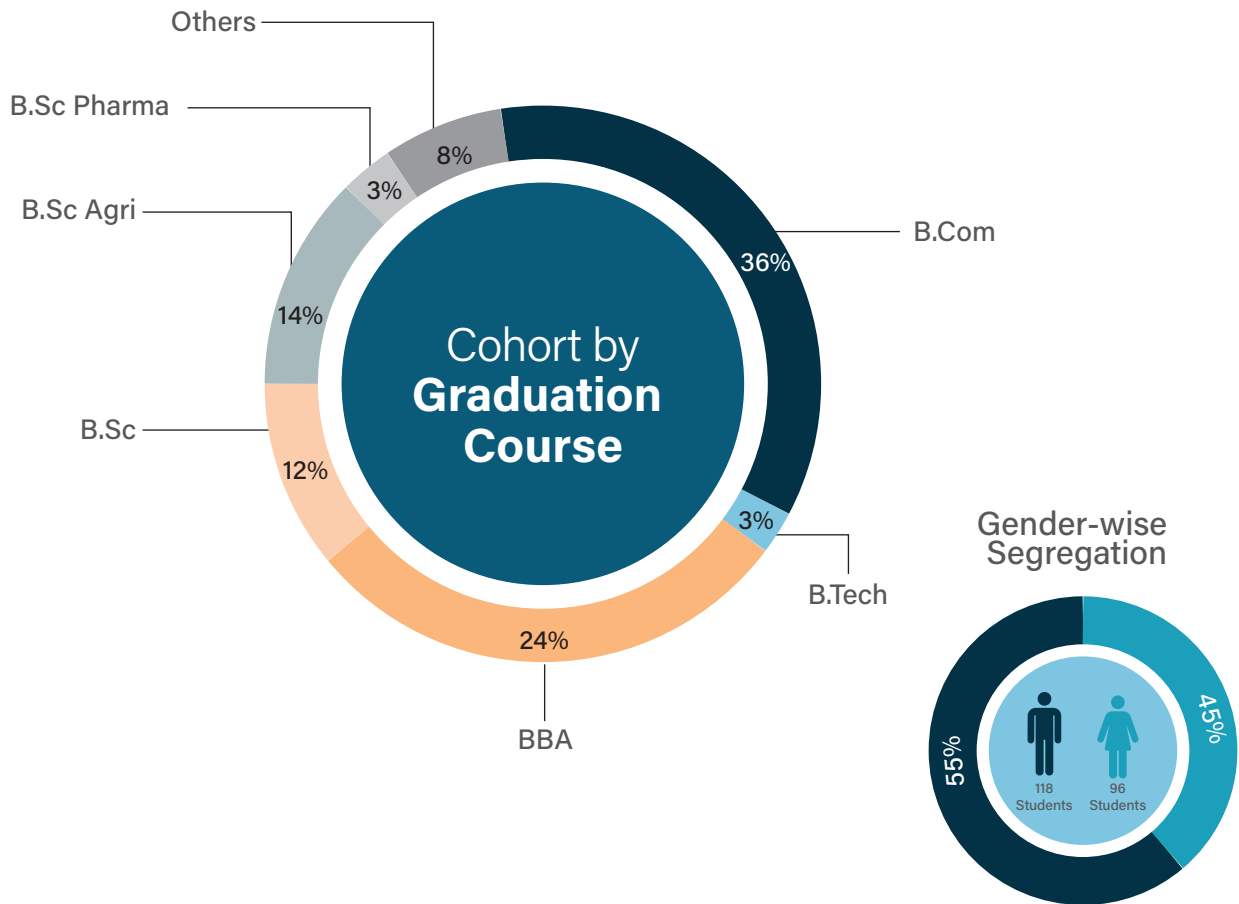 Others
B.Sc Pharma
8%
3%
B.Sc Agri
B.Com
36%
14%
Cohort by
Graduation
Course
B.Sc
12%
3%
B.Tech
24%
BBA
Gender-wise
Segregation
45%
55%
118
Students
96
Students